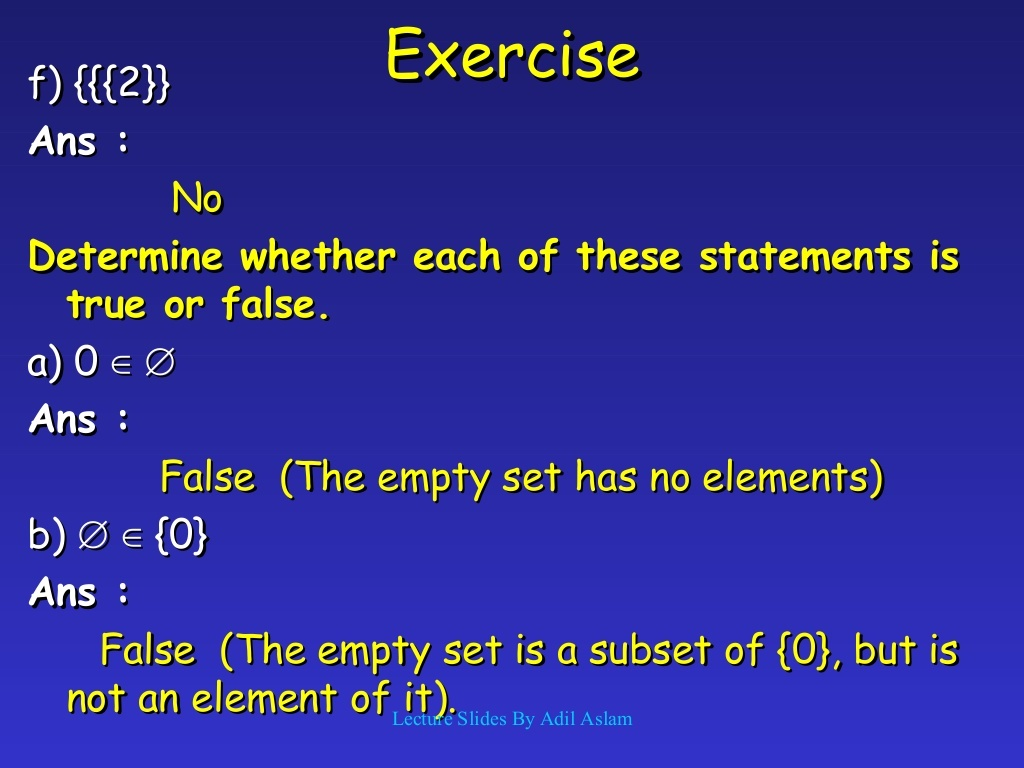 Exercise
f) {{{2}}
Ans :
No
Determine whether each of these statements is
true or false.
a) 0 ∈ ∅
Ans :
False (The empty set has no elements)
b) ∅ ∈ {0}
Ans :
False (The empty set is a subset of {0}, but is
not an element of it).
Lecture Slides By Adil Aslam